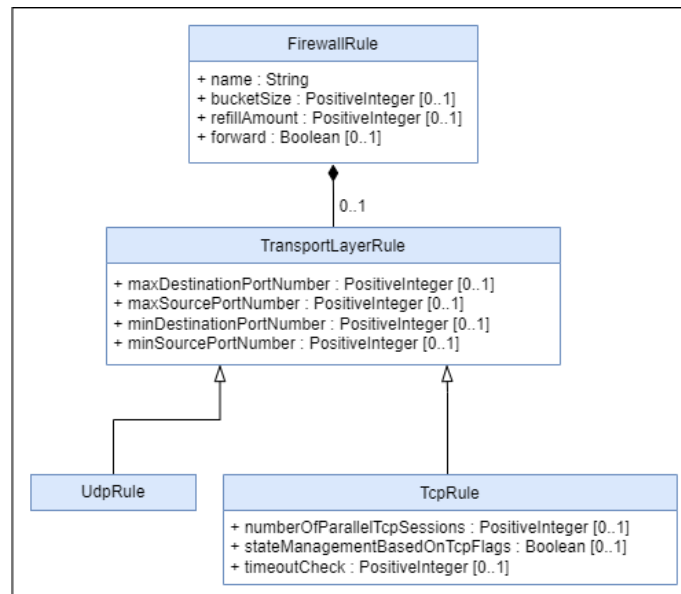 FirewallRule
+ name : String
+ bucketSize : PositiveInteger [0..1]
+ refillAmount : PositiveInteger [0..1]
+ forward : Boolean [0..1]
0..1
TransportLayerRule
+ maxDestinationPortNumber : PositiveInteger [0..1]
+ maxSourcePortNumber : PositiveInteger [0..1]
+ minDestinationPortNumber : PositiveInteger [0..1]
+ minSourcePortNumber : PositiveInteger [0..1]
UdpRule
TcpRule
+ numberOfParallelTcpSessions : PositiveInteger [0..1]
+ stateManagementBasedOnTcpFlags : Boolean [0..1]
+ timeoutCheck : PositiveInteger [0..1]